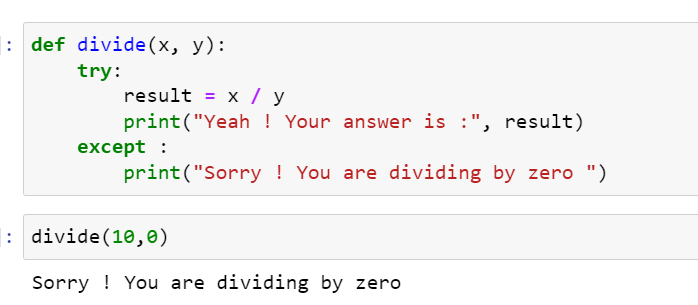 ]:
def divide(x, y):
    try:
        result = x / y
        print("Yeah ! Your answer is :", result)
    except :
        print("Sorry ! You are dividing by zero ")
]:
divide(10,0)
Sorry ! You are dividing by zero